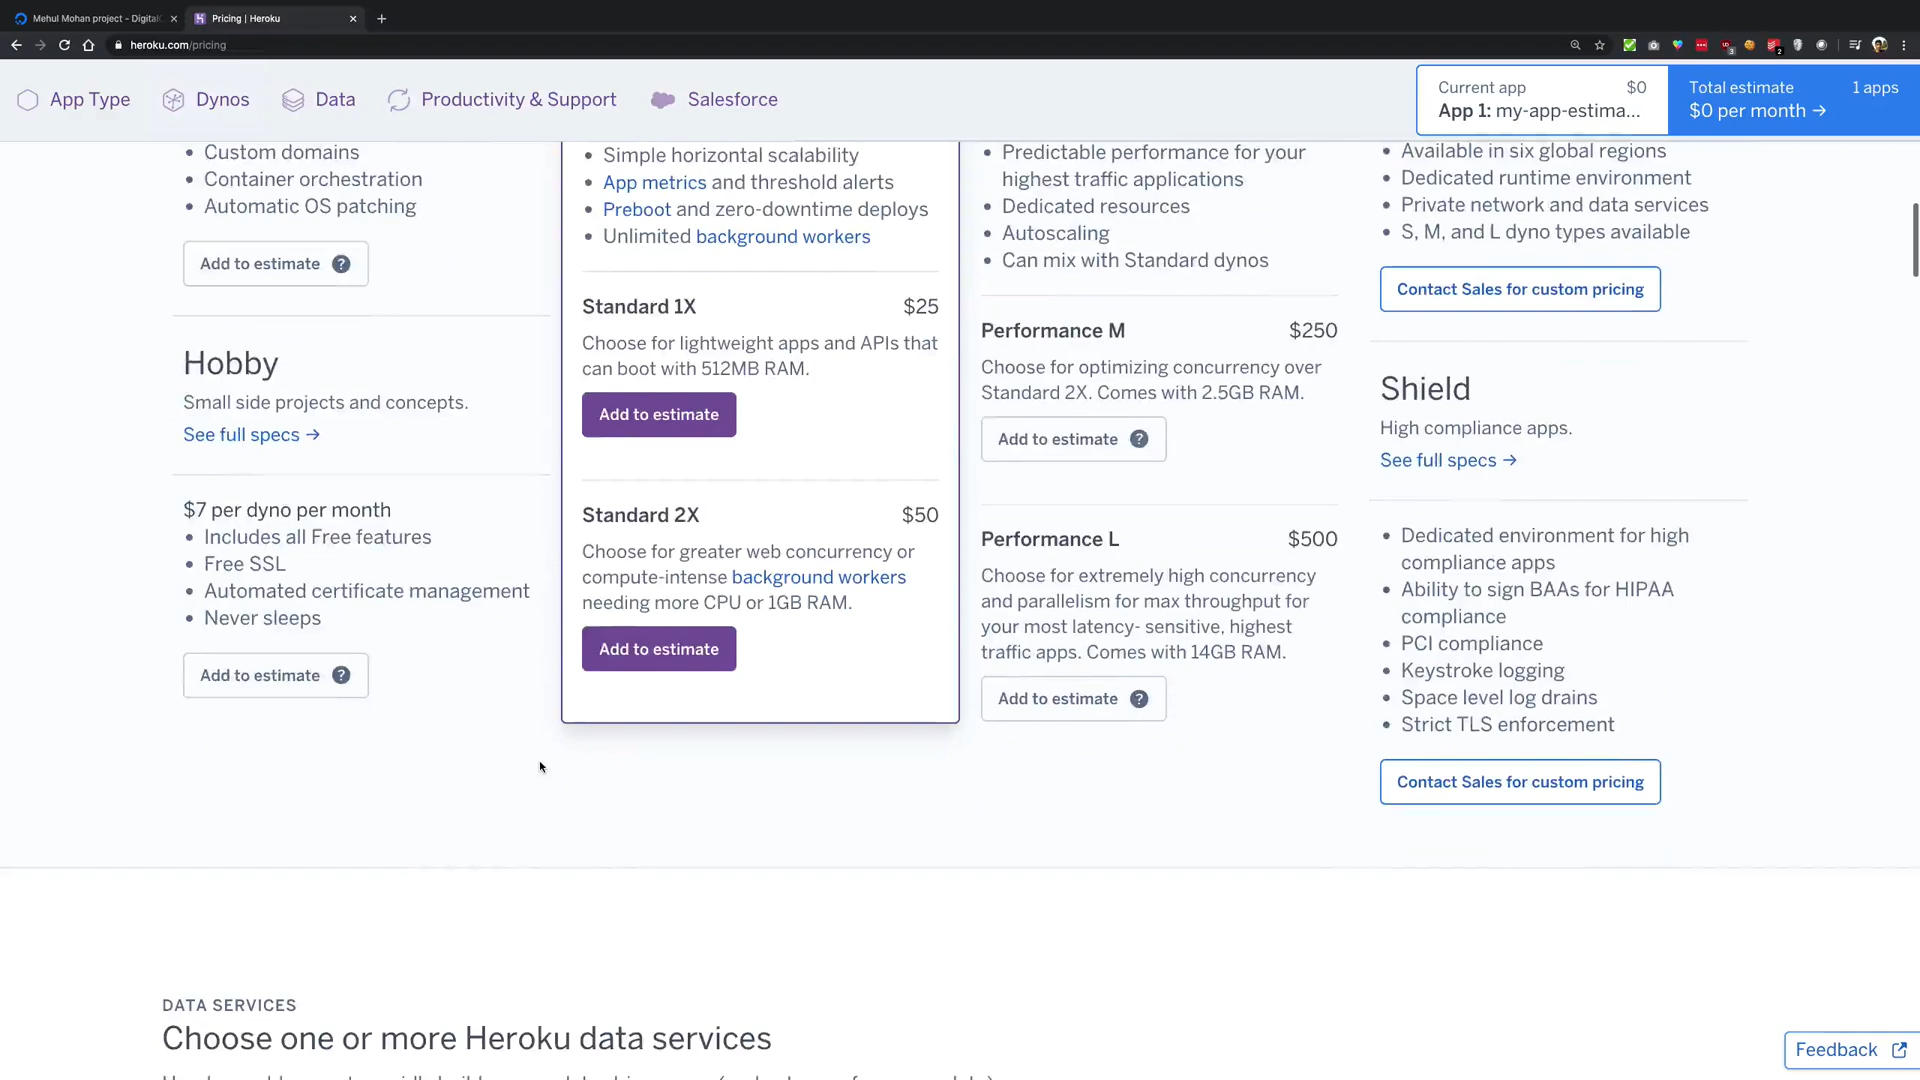 Mehul Mohan project - Digital
Pricing | Heroku
heroku.com/pricing
App Type
Dynos
Data
Productivity & Support
Salesforce
Current app $0
App 1: my-app-estima...
Total estimate 1 apps
$0 per month →
Custom domains
Container orchestration
Automatic OS patching
Add to estimate ?
Hobby
Small side projects and concepts.
See full specs →
$7 per dyno per month
Includes all Free features
Free SSL
Automated certificate management
Never sleeps
Add to estimate ?
Simple horizontal scalability
App metrics and threshold alerts
Preboot and zero-downtime deploys
Unlimited background workers
Standard 1X $25
Choose for lightweight apps and APIs that
can boot with 512MB RAM.
Add to estimate
Standard 2X $50
Choose for greater web concurrency or
compute-intense background workers
needing more CPU or 1GB RAM.
Add to estimate
Predictable performance for your
highest traffic applications
Dedicated resources
Autoscaling
Can mix with Standard dynos
Performance M $250
Choose for optimizing concurrency over
Standard 2X. Comes with 2.5GB RAM.
Add to estimate ?
Performance L $500
Choose for extremely high concurrency
and parallelism for max throughput for
your most latency- sensitive, highest
traffic apps. Comes with 14GB RAM.
Add to estimate ?
Available in six global regions
Dedicated runtime environment
Private network and data services
S, M, and L dyno types available
Contact Sales for custom pricing
Shield
High compliance apps.
See full specs →
Dedicated environment for high
compliance apps
Ability to sign BAAs for HIPAA
compliance
PCI compliance
Keystroke logging
Space level log drains
Strict TLS enforcement
Contact Sales for custom pricing
DATA SERVICES
Choose one or more Heroku data services
Feedback